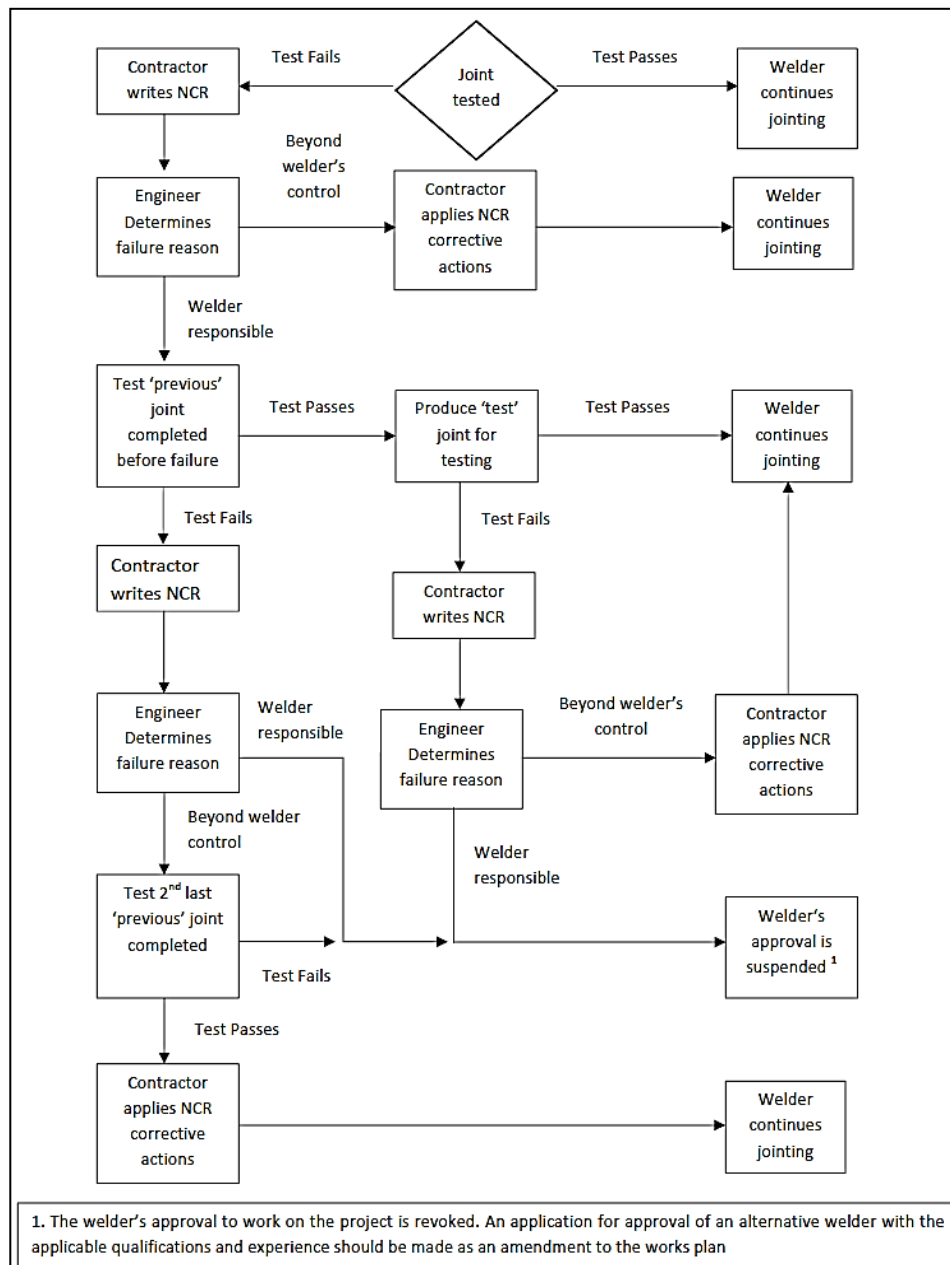 Test Fails
Test Passes
Contractor
writes NCR
Joint
tested
Welder
continues
jointing
Beyond
welder's
control
Engineer
Determines
failure reason
Contractor
applies NCR
corrective
actions
Welder
continues
jointing
Welder
responsible
Test 'previous'
joint
completed
before failure
Test Passes
Produce 'test'
joint for
testing
Test Passes
Welder
continues
jointing
Test Fails
Test Fails
Contractor
writes NCR
Contractor
writes NCR
Engineer
Determines
failure reason
Welder
responsible
Engineer
Determines
failure reason
Beyond welder's
control
Contractor
applies NCR
corrective
actions
Beyond welder
control
Welder
responsible
Test 2nd last
'previous' joint
completed
Test Fails
Welder's
approval is
suspended 1
Test Passes
Contractor
applies NCR
corrective
actions
Welder
continues
jointing
1. The welder's approval to work on the project is revoked. An application for approval of an alternative welder with the
applicable qualifications and experience should be made as an amendment to the works plan